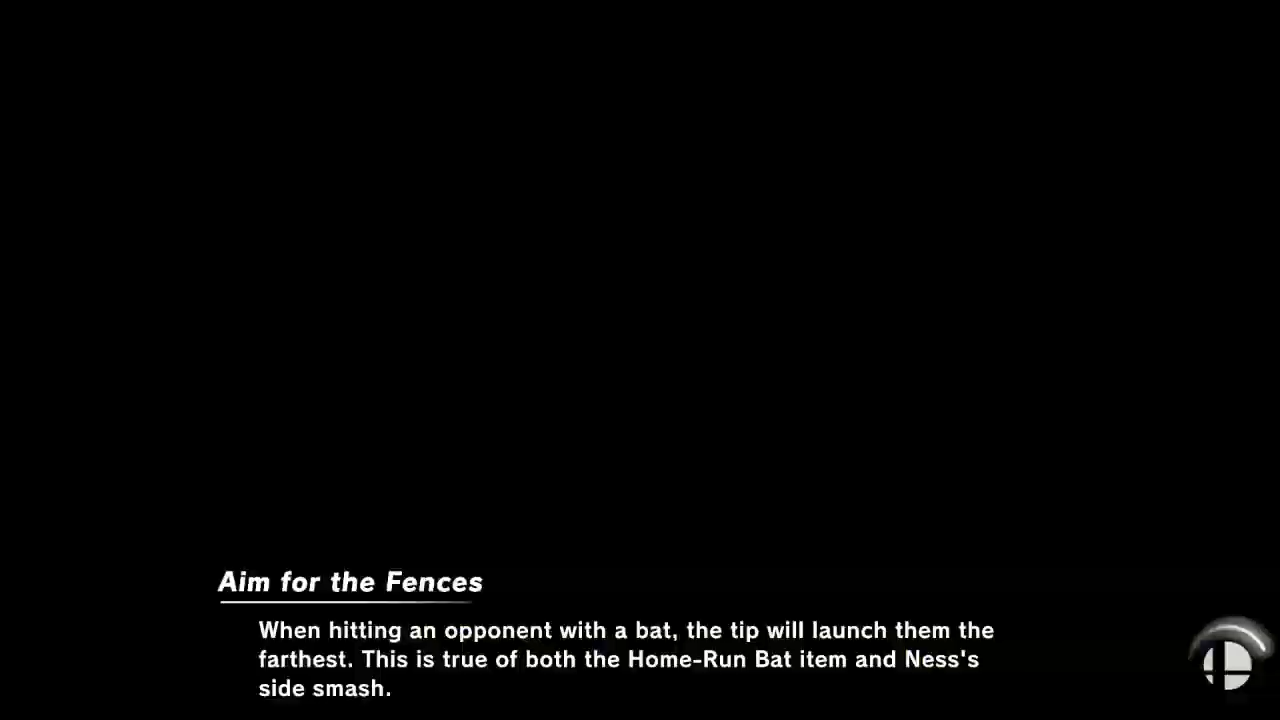 Aim for the Fences
When hitting an opponent with a bat, the tip will launch them the
farthest. This is true of both the Home-Run Bat item and Ness's
side smash.